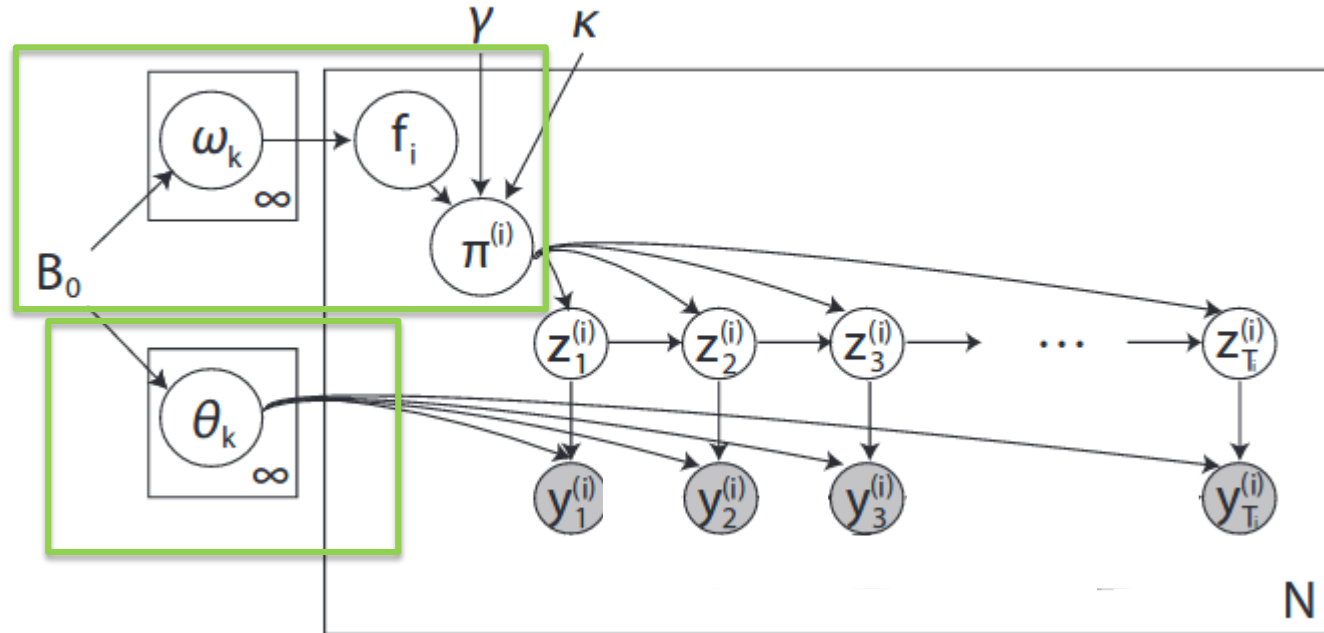 γ κ
ω_k f_i
∞
π^(i)
B_0
z_1^(i) z_2^(i) z_3^(i) ... z_{T_i}^(i)
θ_k
∞
y_1^(i) y_2^(i) y_3^(i) y_{T_i}^(i)
N